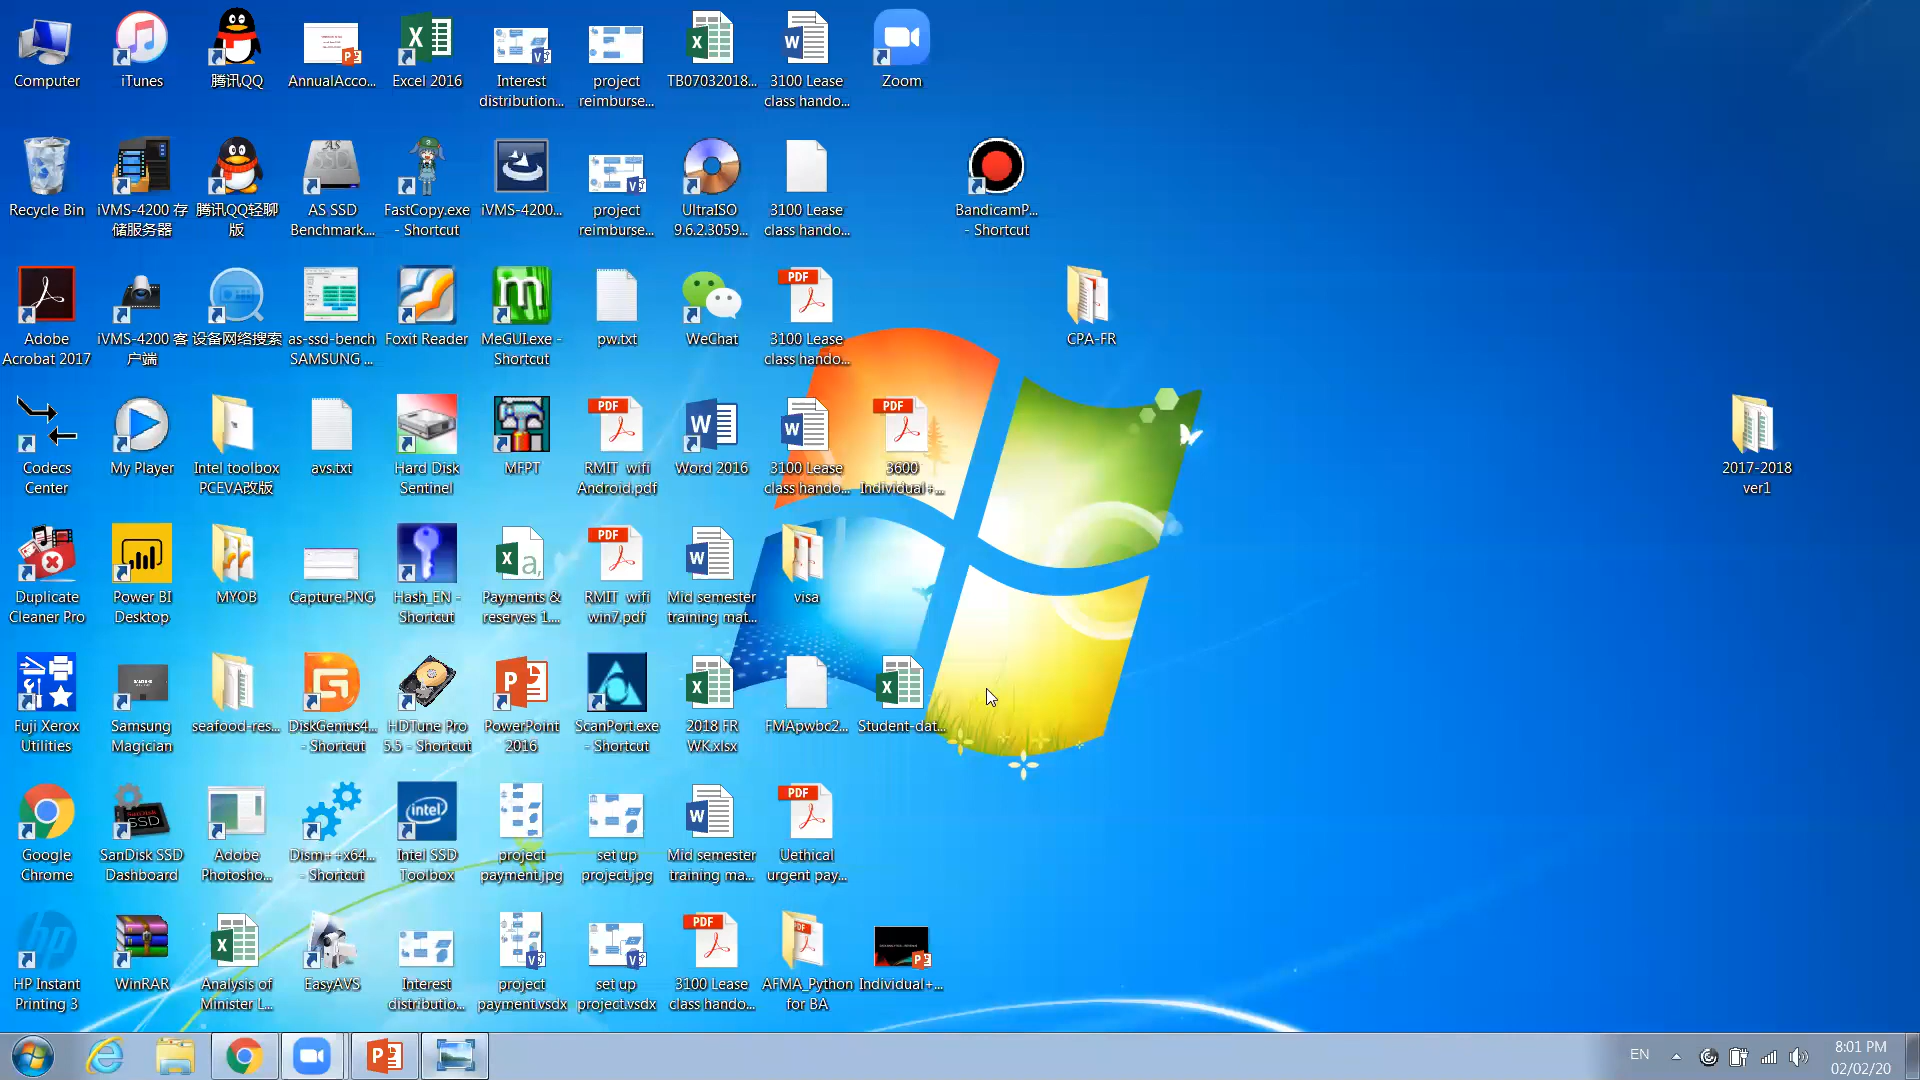 Computer
iTunes
腾讯QQ
AnnualAcco...
Excel 2016
Interest
distribution...
project
reimburse...
TB07032018...
3100 Lease
class hando...
Zoom
Recycle Bin
iVMS-4200 存
储服务器
腾讯QQ轻聊
版
AS SSD
Benchmark....
FastCopy.exe
- Shortcut
iVMS-4200...
project
reimburse...
UltraISO
9.6.2.3059...
3100 Lease
class hando...
BandicamP...
- Shortcut
Adobe
Acrobat 2017
iVMS-4200 客
户端
设备网络搜索
as-ssd-bench
SAMSUNG ...
Foxit Reader
MeGUI.exe -
Shortcut
pw.txt
WeChat
3100 Lease
class hando...
CPA-FR
Codecs
Center
My Player
Intel toolbox
PCEVA改版
avs.txt
Hard Disk
Sentinel
MFPT
RMIT wifi
Android.pdf
Word 2016
3100 Lease
class hando...
3600
Individual+...
2017-2018
ver1
Duplicate
Cleaner Pro
Power BI
Desktop
MYOB
Capture.PNG
Hash_EN -
Shortcut
Payments &
reserves 1....
RMIT wifi
win7.pdf
Mid semester
training mat...
visa
Fuji Xerox
Utilities
Samsung
Magician
seafood-res...
DiskGenius4...
- Shortcut
HDTune Pro
5.5 - Shortcut
PowerPoint
2016
ScanPort.exe
- Shortcut
2018 FR
WK.xlsx
FMApwbc2...
Student-dat...
Google
Chrome
SanDisk SSD
Dashboard
Adobe
Photosho...
Dism++x64...
- Shortcut
Intel SSD
Toolbox
project
payment.jpg
set up
project.jpg
Mid semester
training ma...
Uethical
urgent pay...
HP Instant
Printing 3
WinRAR
Analysis of
Minister L...
EasyAVS
Interest
distributio...
project
payment.vsdx
set up
project.vsdx
3100 Lease
class hando...
AFMA_Python
for BA
Individual+...
EN
8:01 PM
02/02/20